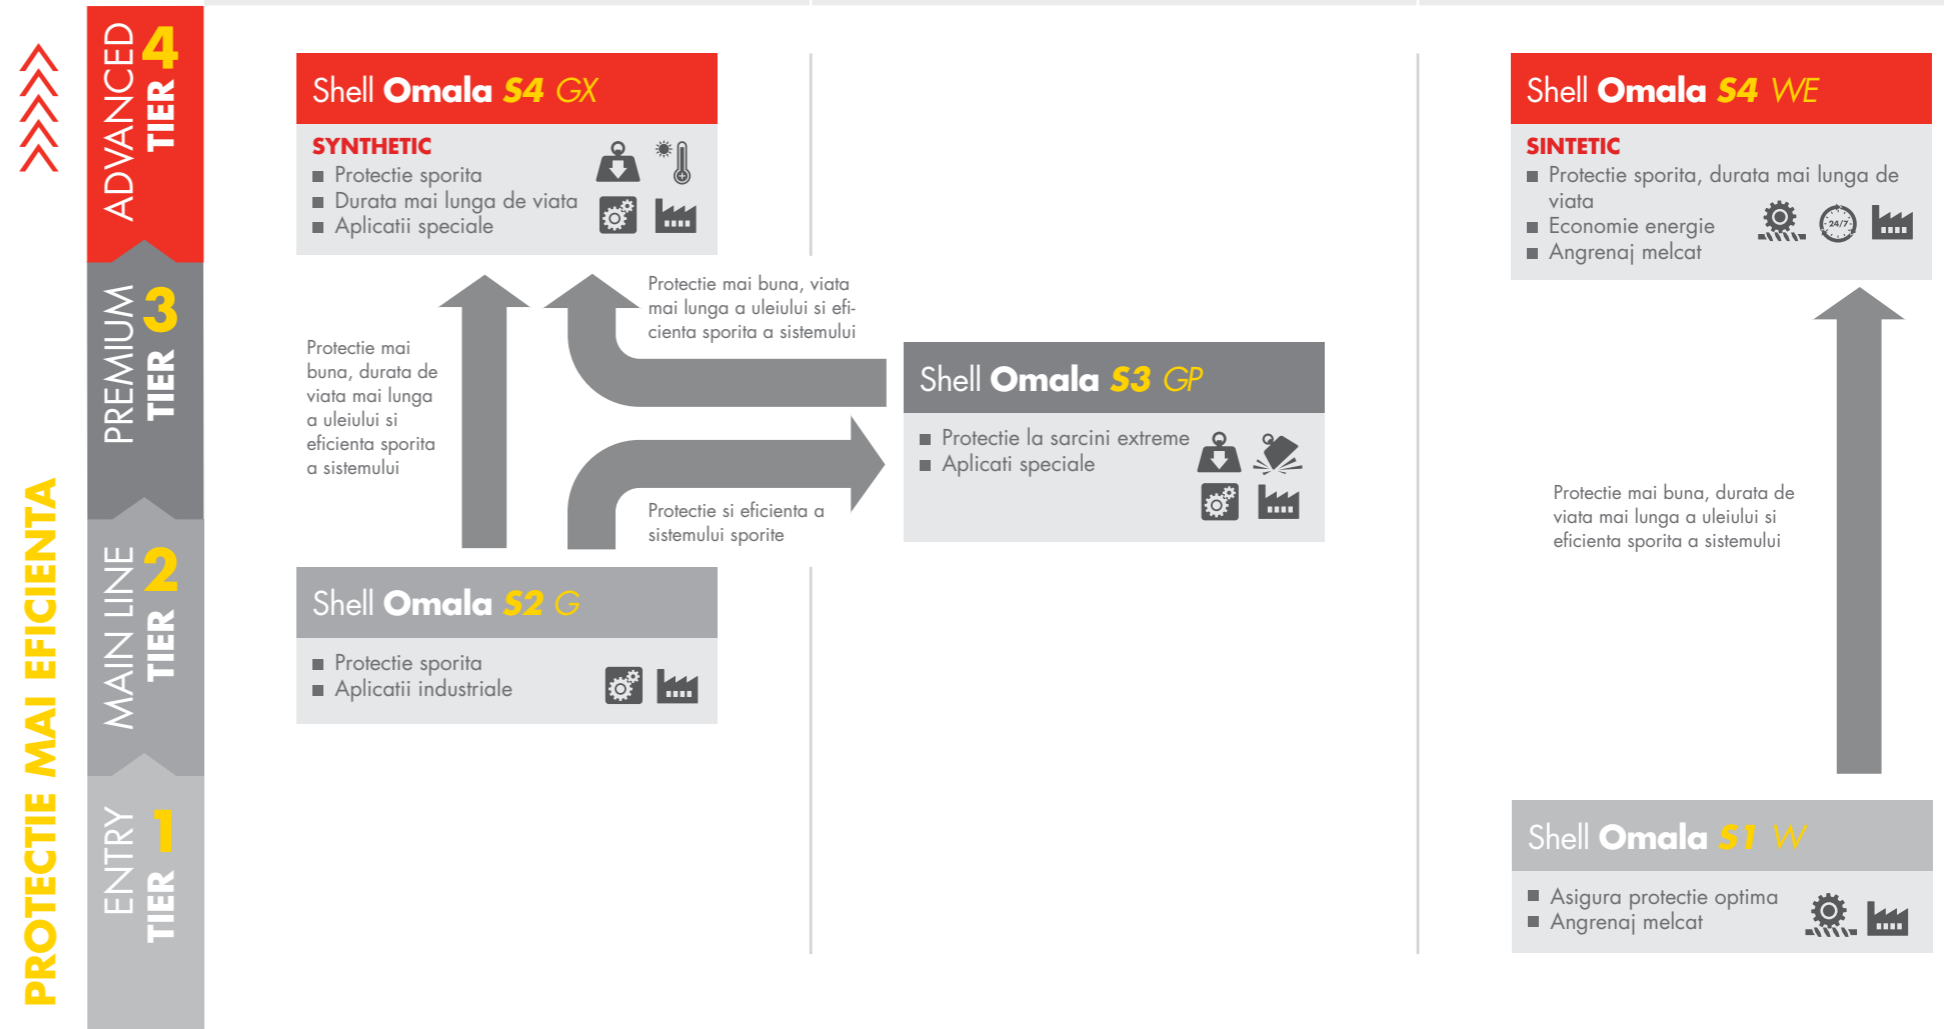 PROTECTIE MAI EFICIENTA
ADVANCED
TIER 4
PREMIUM
TIER 3
MAIN LINE
TIER 2
ENTRY
TIER 1
Shell Omala S4 GX
SYNTHETIC
Protectie sporita
Durata mai lunga de viata
Aplicatii speciale
Protectie mai
buna, durata de
viata mai lunga
a uleiului si
eficienta sporita
a sistemului
Protectie mai buna, viata
mai lunga a uleiului si efi-
cienta sporita a sistemului
Protectie si eficienta a
sistemului sporite
Shell Omala S2 G
Protectie sporita
Aplicatii industriale
Shell Omala S3 GP
Protectie la sarcini extreme
Aplicati speciale
Shell Omala S4 WE
SINTETIC
Protectie sporita, durata mai lunga de
viata
Economie energie
Angrenaj melcat
24/7
Protectie mai buna, durata de
viata mai lunga a uleiului si
eficienta sporita a sistemului
Shell Omala S1 W
Asigura protectie optima
Angrenaj melcat